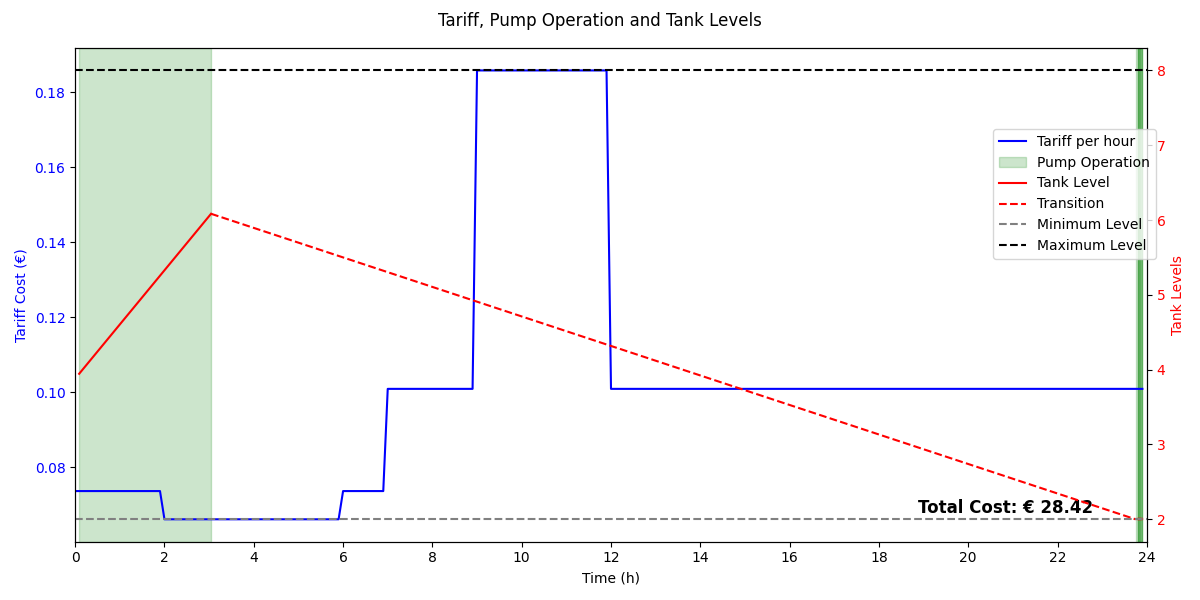 Tariff, Pump Operation and Tank Levels
0.18
0.16
0.14
0.12
0.10
0.08
Tariff Cost (€)
8
7
6
5
4
3
2
Tank Levels
Tariff per hour
Pump Operation
Tank Level
Transition
Minimum Level
Maximum Level
Total Cost: € 28.42
0 2 4 6 8 10 12 14 16 18 20 22 24
Time (h)